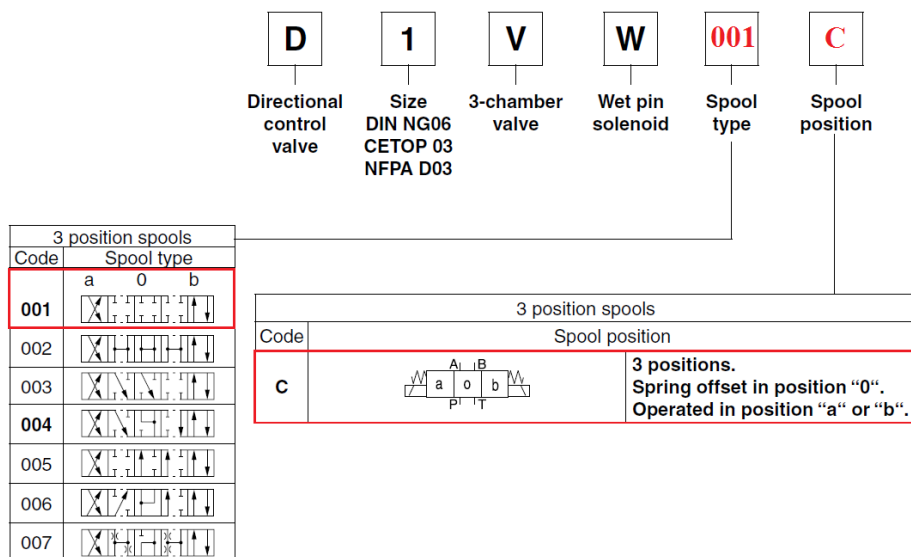 D 1 V W 001 C
Directional control valve
Size DIN NG06 CETOP 03 NFPA D03
3-chamber valve
Wet pin solenoid
Spool type
Spool position
3 position spools
Code Spool type
a 0 b
001
002
003
004
005
006
007
3 position spools
Code Spool position
C
A B
a o b
P T
3 positions.
Spring offset in position “0“.
Operated in position “a“ or “b“.